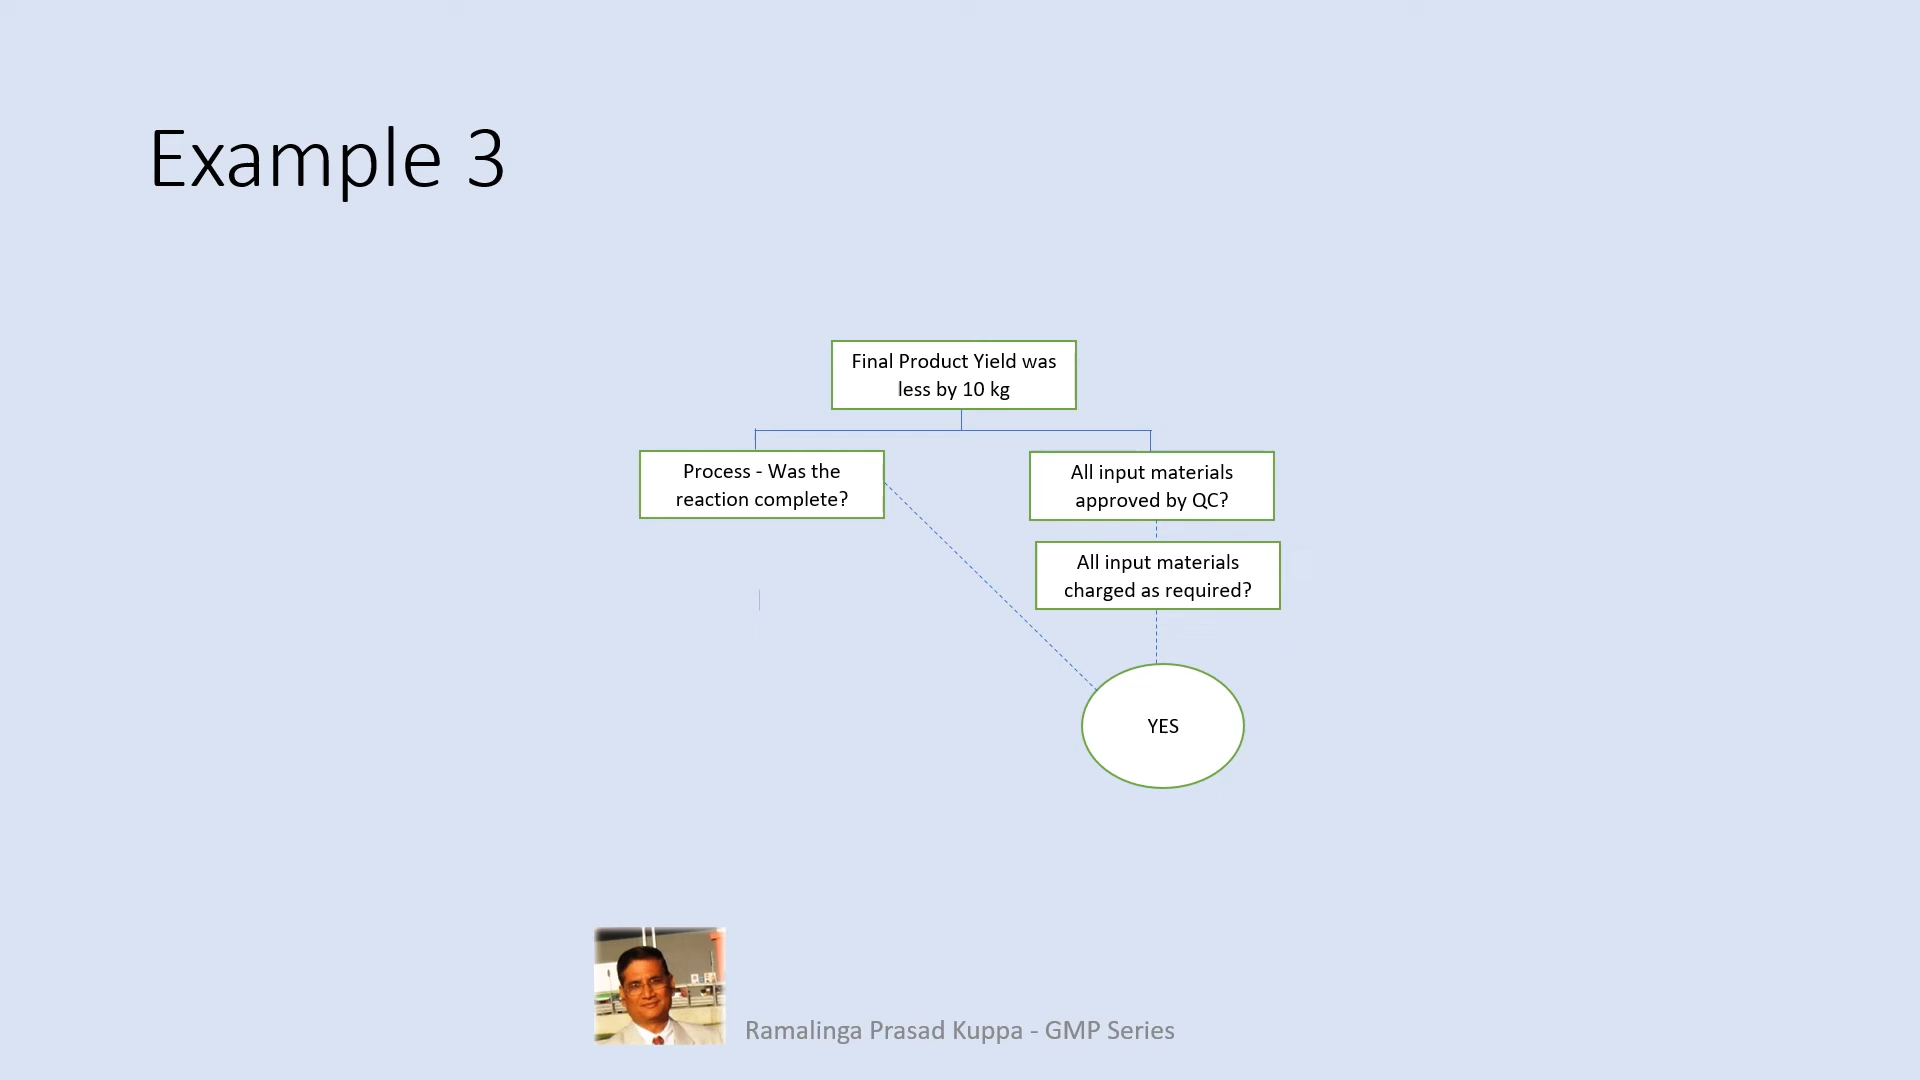 Example 3
Final Product Yield was
less by 10 kg
Process - Was the
reaction complete?
All input materials
approved by QC?
All input materials
charged as required?
YES
Ramalinga Prasad Kuppa - GMP Series